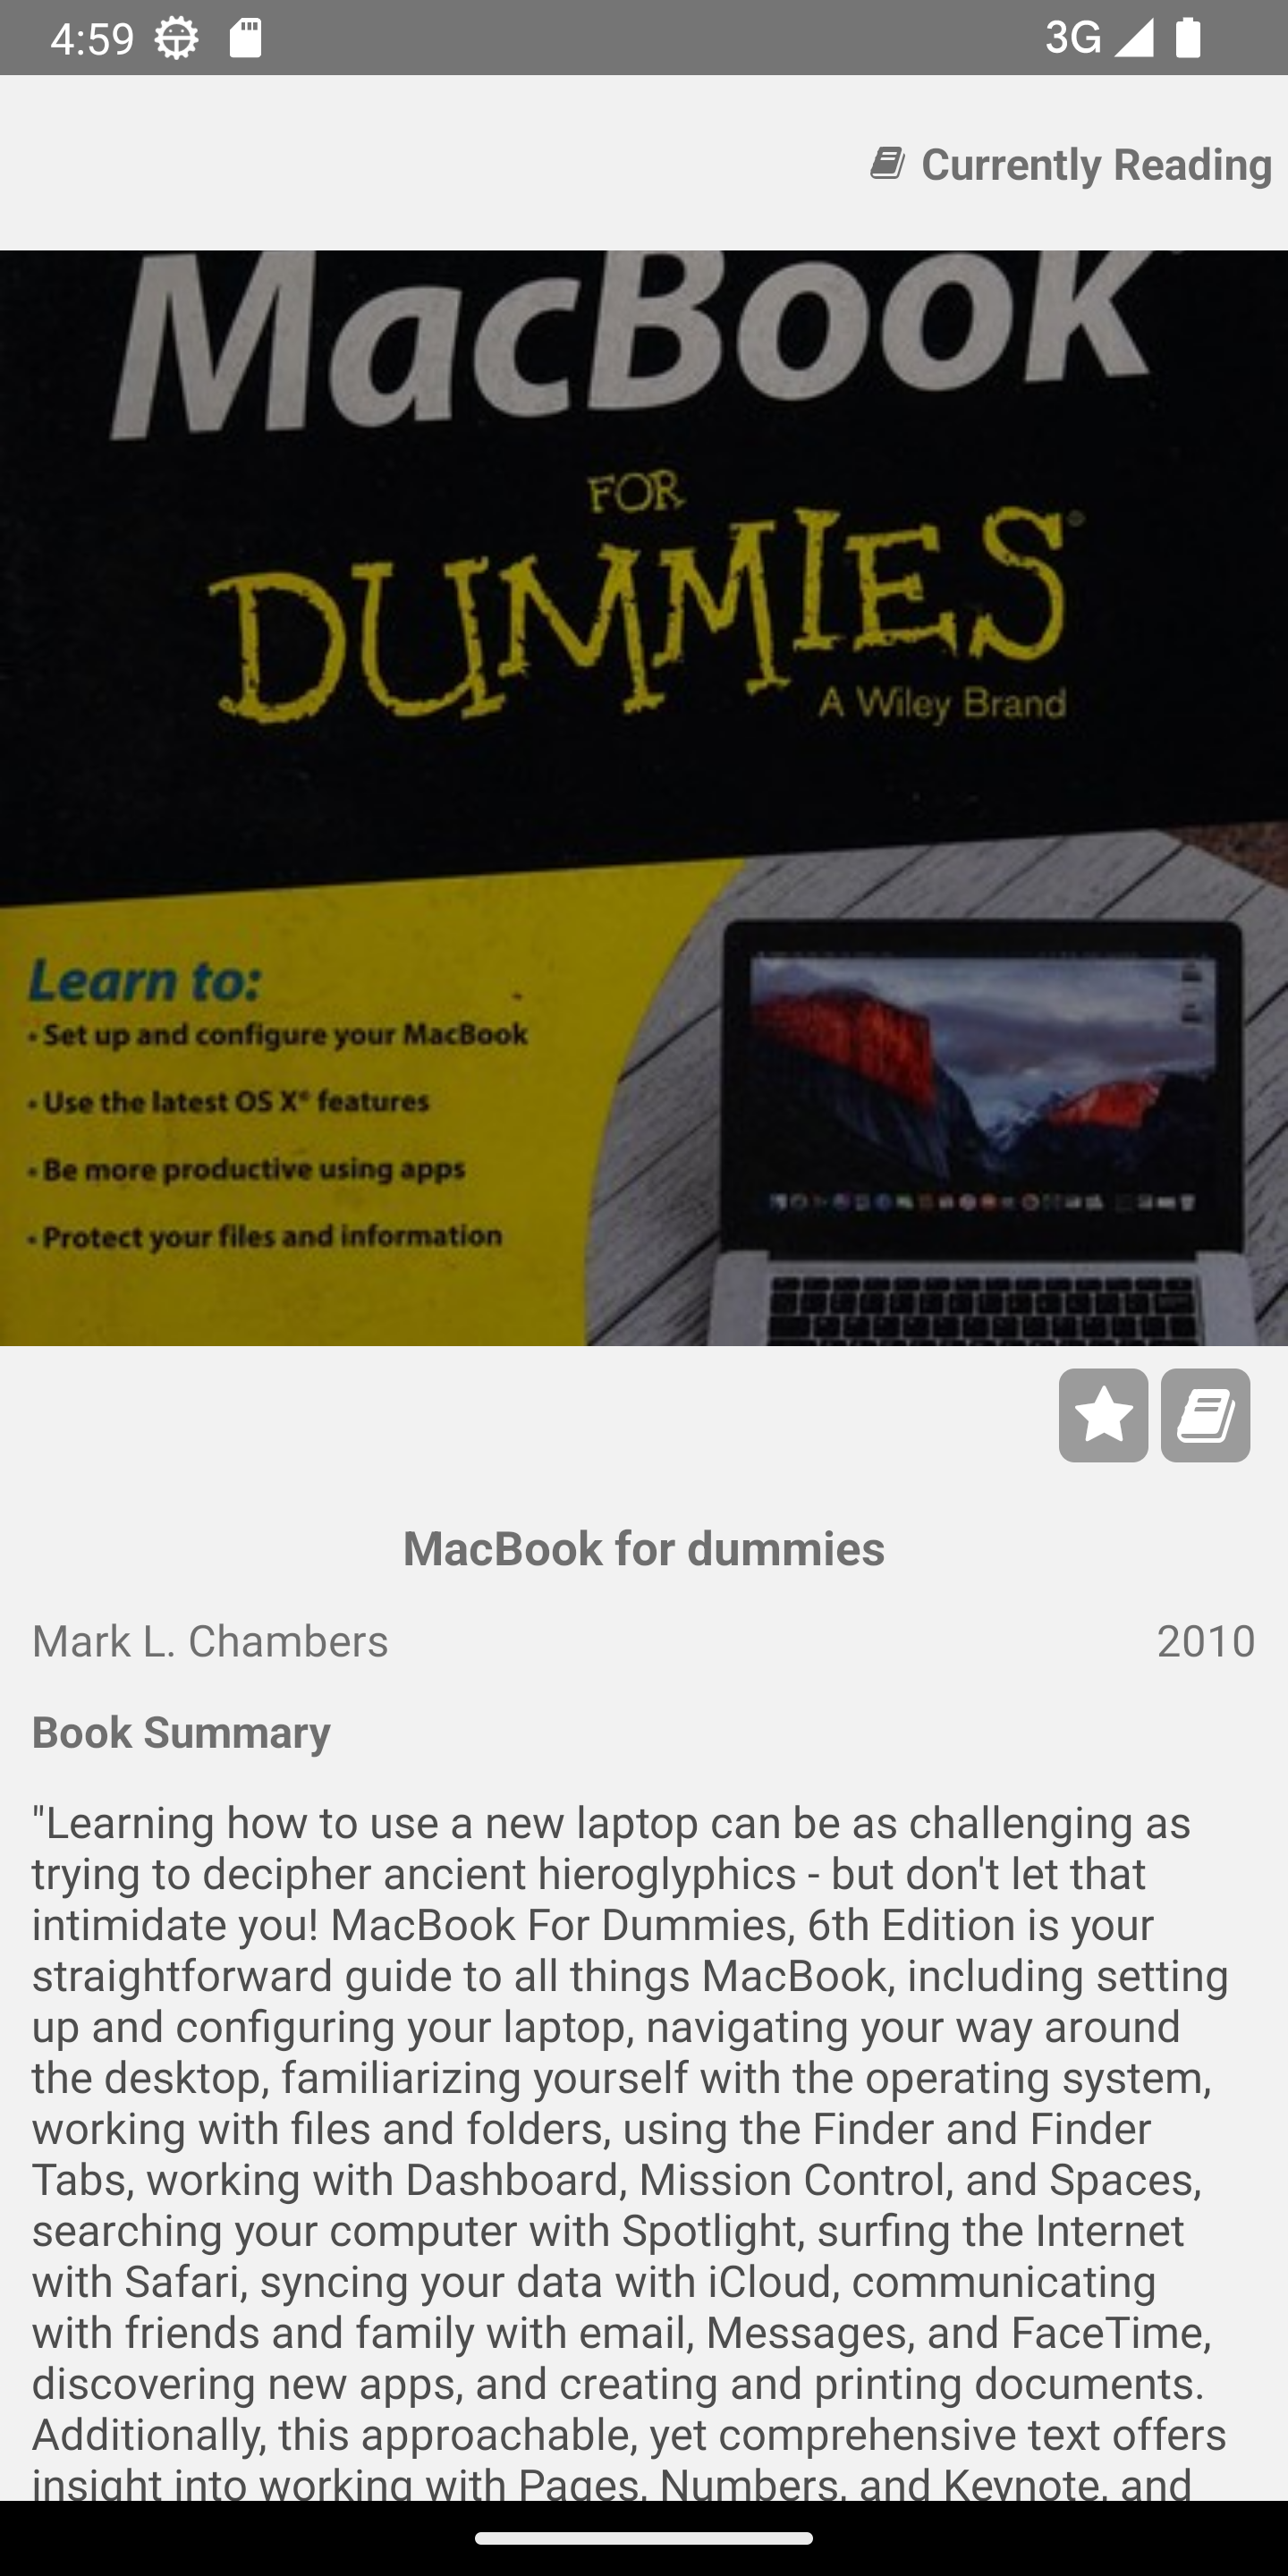 4:59 3G
Currently Reading
MacBook
FOR
DUMMIES®
A Wiley Brand
Learn to:
• Set up and configure your MacBook
• Use the latest OS X® features
• Be more productive using apps
• Protect your files and information
MacBook for dummies
Mark L. Chambers 2010
Book Summary
"Learning how to use a new laptop can be as challenging as
trying to decipher ancient hieroglyphics - but don't let that
intimidate you! MacBook For Dummies, 6th Edition is your
straightforward guide to all things MacBook, including setting
up and configuring your laptop, navigating your way around
the desktop, familiarizing yourself with the operating system,
working with files and folders, using the Finder and Finder
Tabs, working with Dashboard, Mission Control, and Spaces,
searching your computer with Spotlight, surfing the Internet
with Safari, syncing your data with iCloud, communicating
with friends and family with email, Messages, and FaceTime,
discovering new apps, and creating and printing documents.
Additionally, this approachable, yet comprehensive text offers
insight into working with Pages, Numbers, and Keynote, and